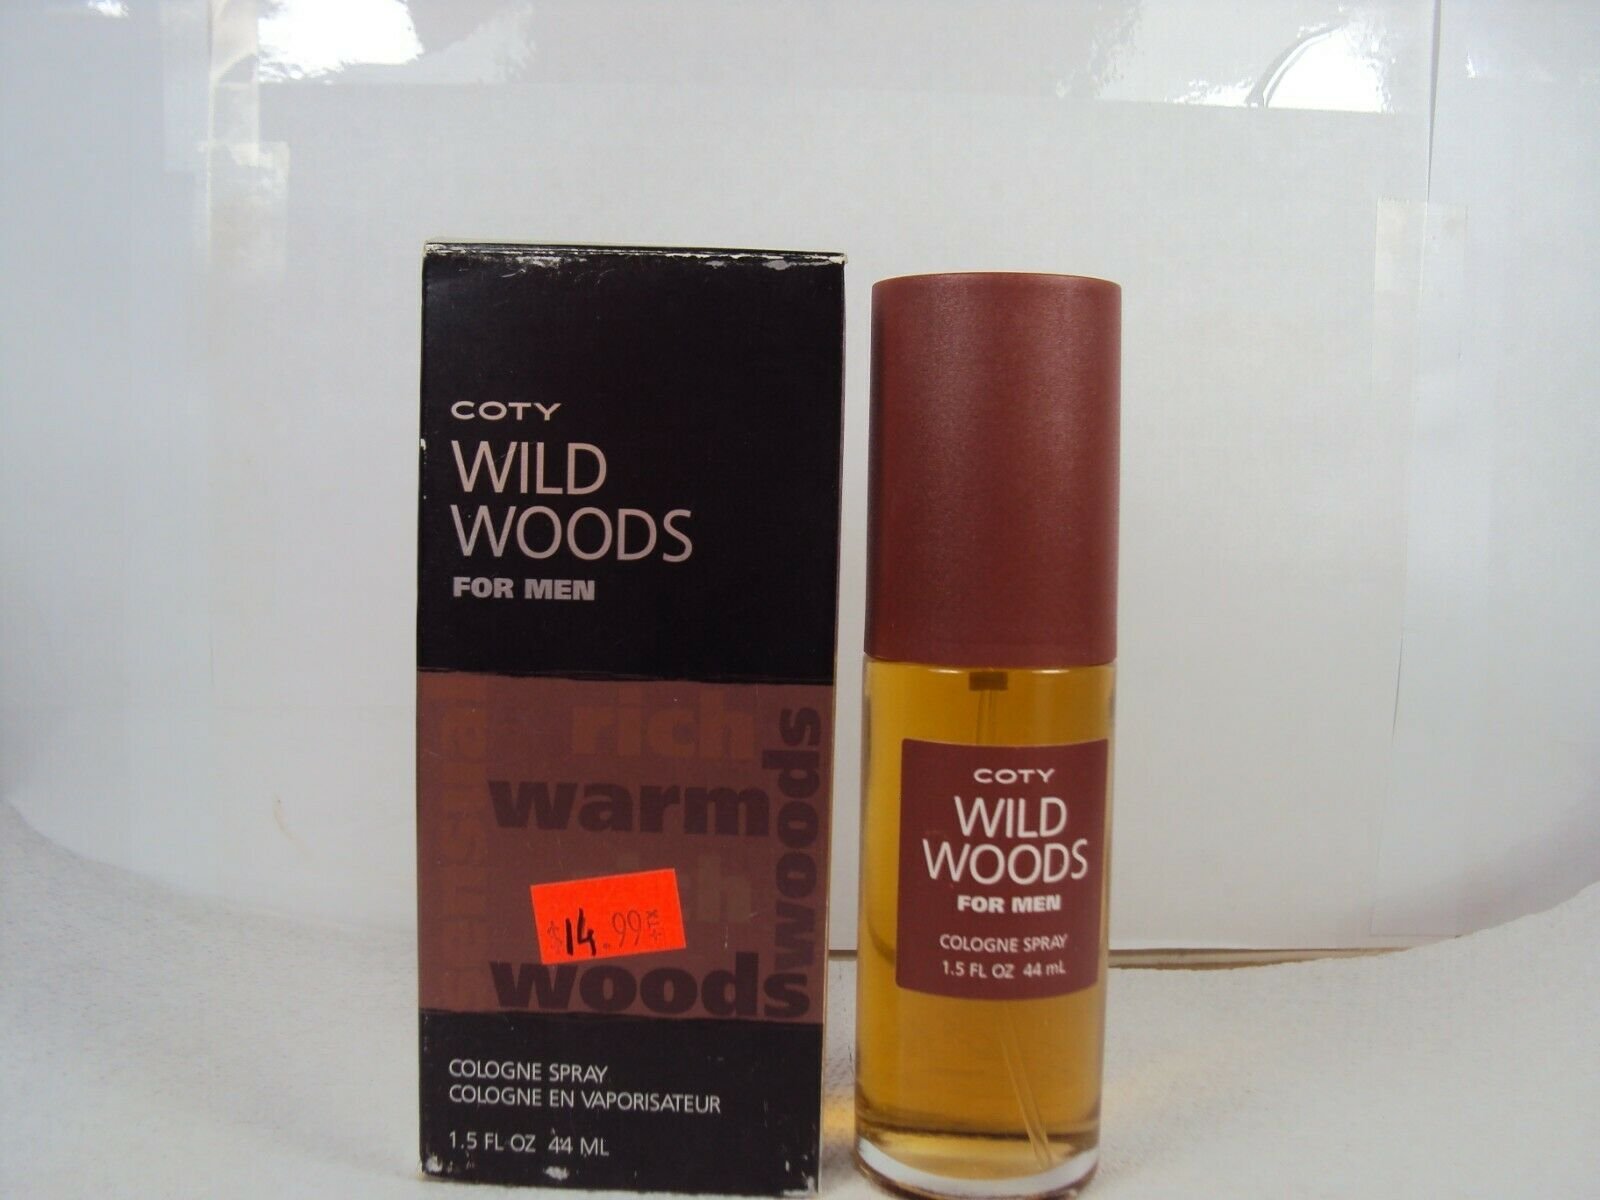 COTY
WILD
WOODS
FOR MEN
rich
warm
woods
sensual
$14.99
woods
COLOGNE SPRAY
COLOGNE EN VAPORISATEUR
1.5 FL OZ 44 ML
COTY
WILD
WOODS
FOR MEN
COLOGNE SPRAY
1.5 FL OZ 44 mL